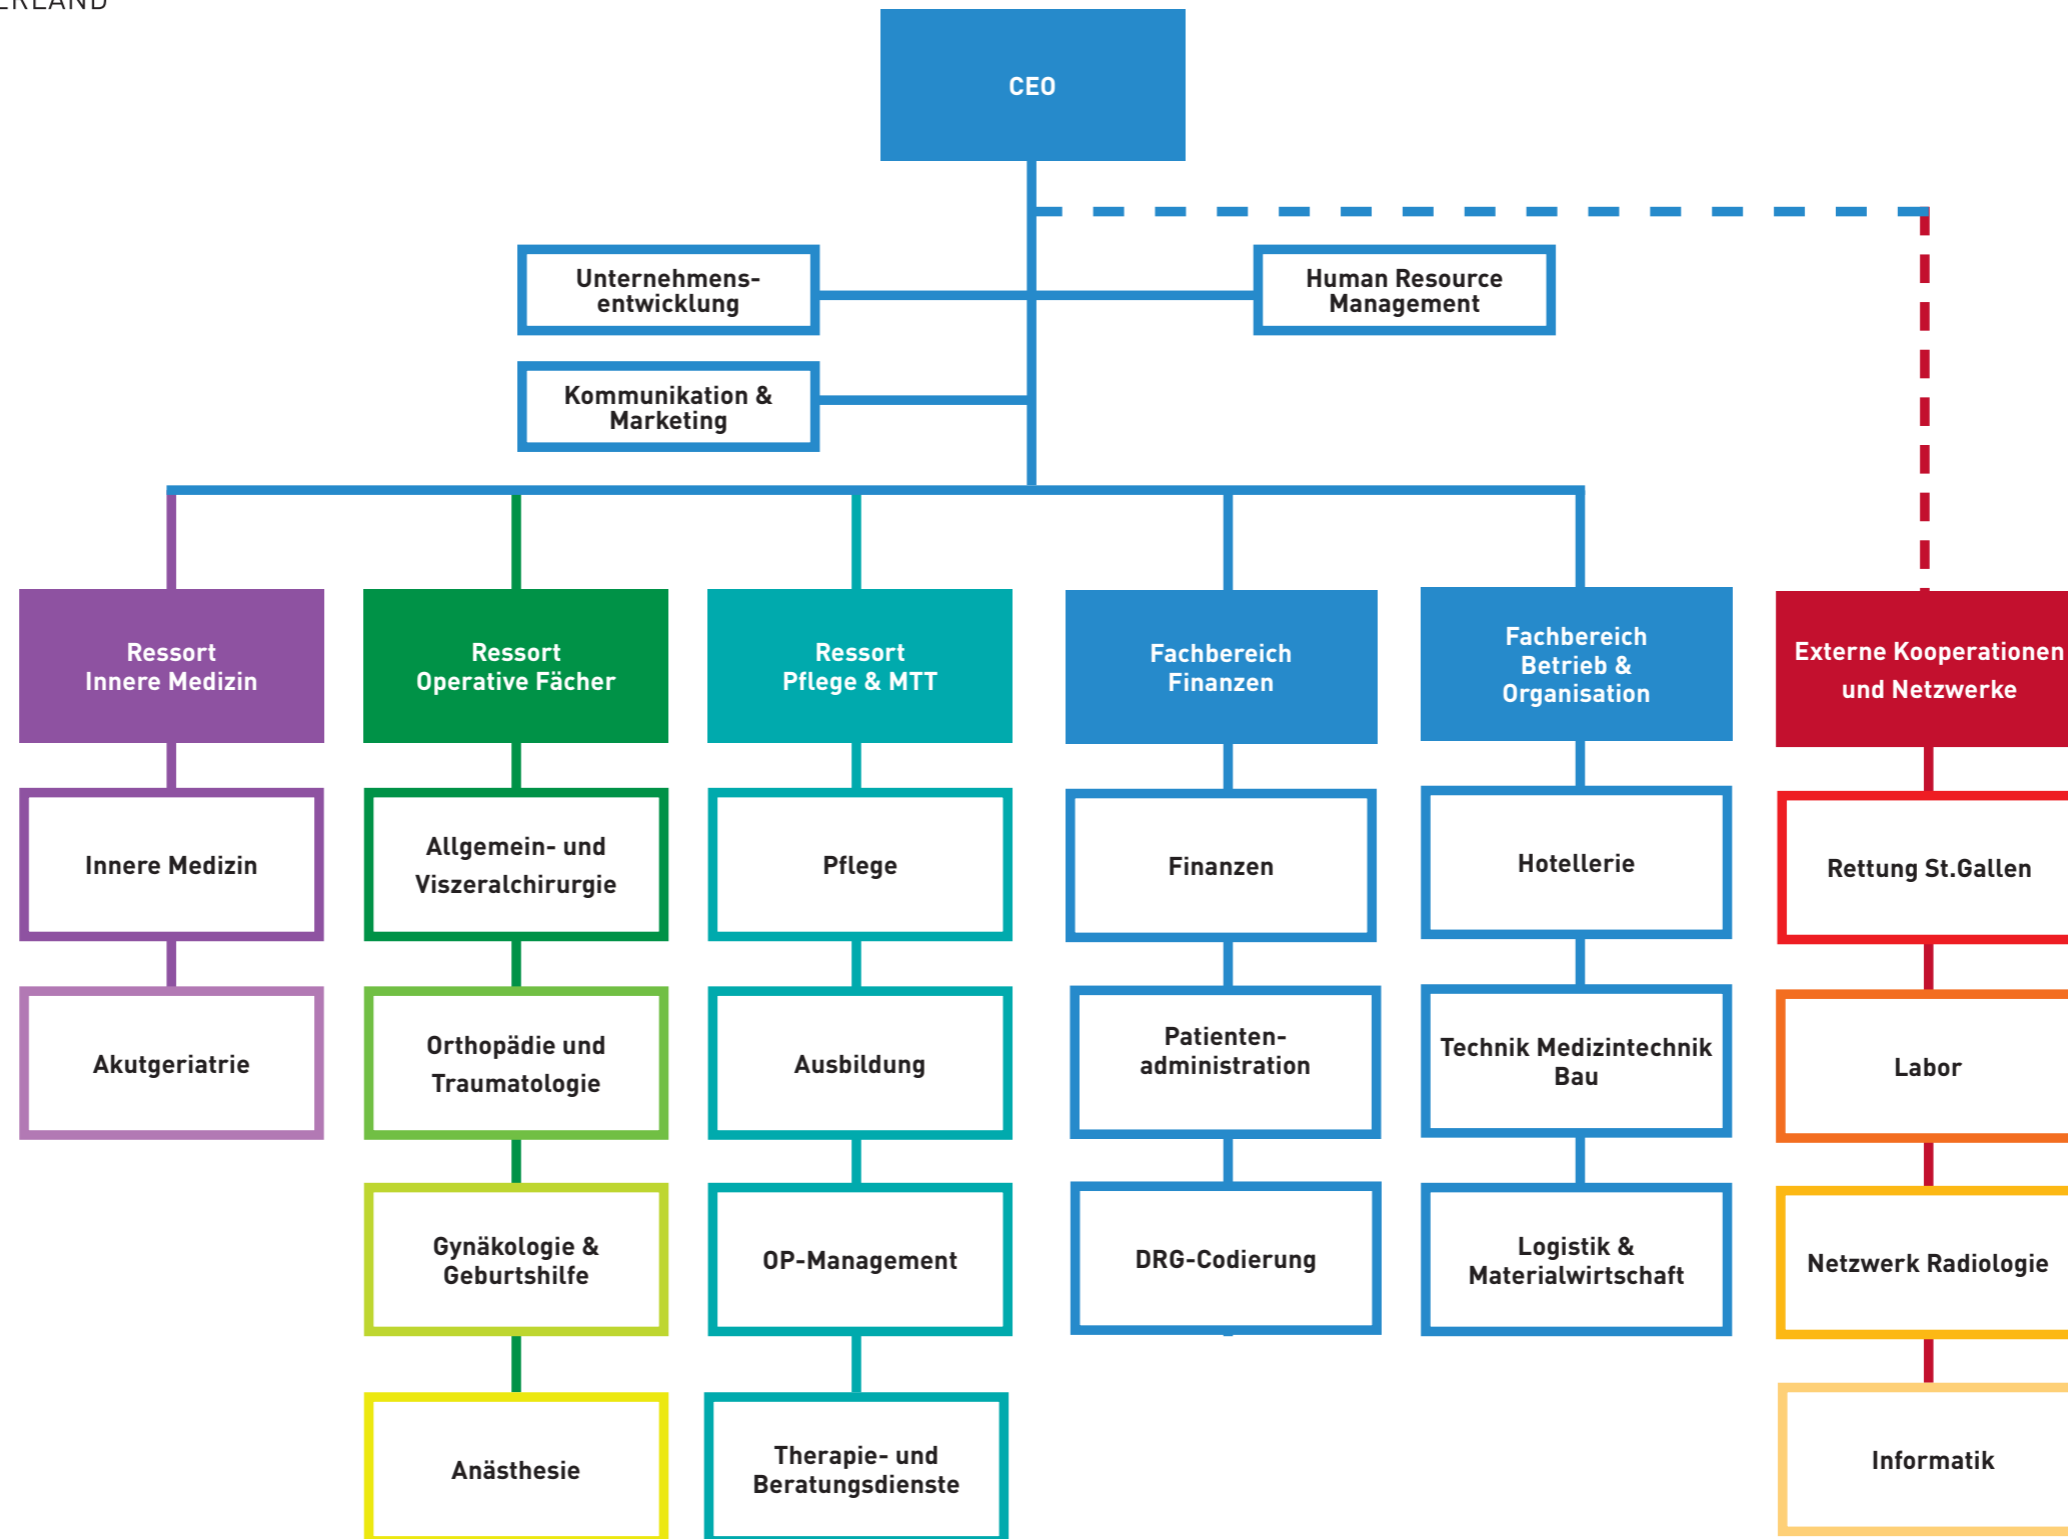 CEO
Unternehmens-
entwicklung
Human Resource
Management
Kommunikation &
Marketing
Ressort
Innere Medizin
Ressort
Operative Fächer
Ressort
Pflege & MTT
Fachbereich
Finanzen
Fachbereich
Betrieb &
Organisation
Externe Kooperationen
und Netzwerke
Innere Medizin
Allgemein- und
Viszeralchirurgie
Pflege
Finanzen
Hotellerie
Rettung St.Gallen
Akutgeriatrie
Orthopädie und
Traumatologie
Ausbildung
Patienten-
administration
Technik Medizintechnik
Bau
Labor
Gynäkologie &
Geburtshilfe
OP-Management
DRG-Codierung
Logistik &
Materialwirtschaft
Netzwerk Radiologie
Anästhesie
Therapie- und
Beratungsdienste
Informatik